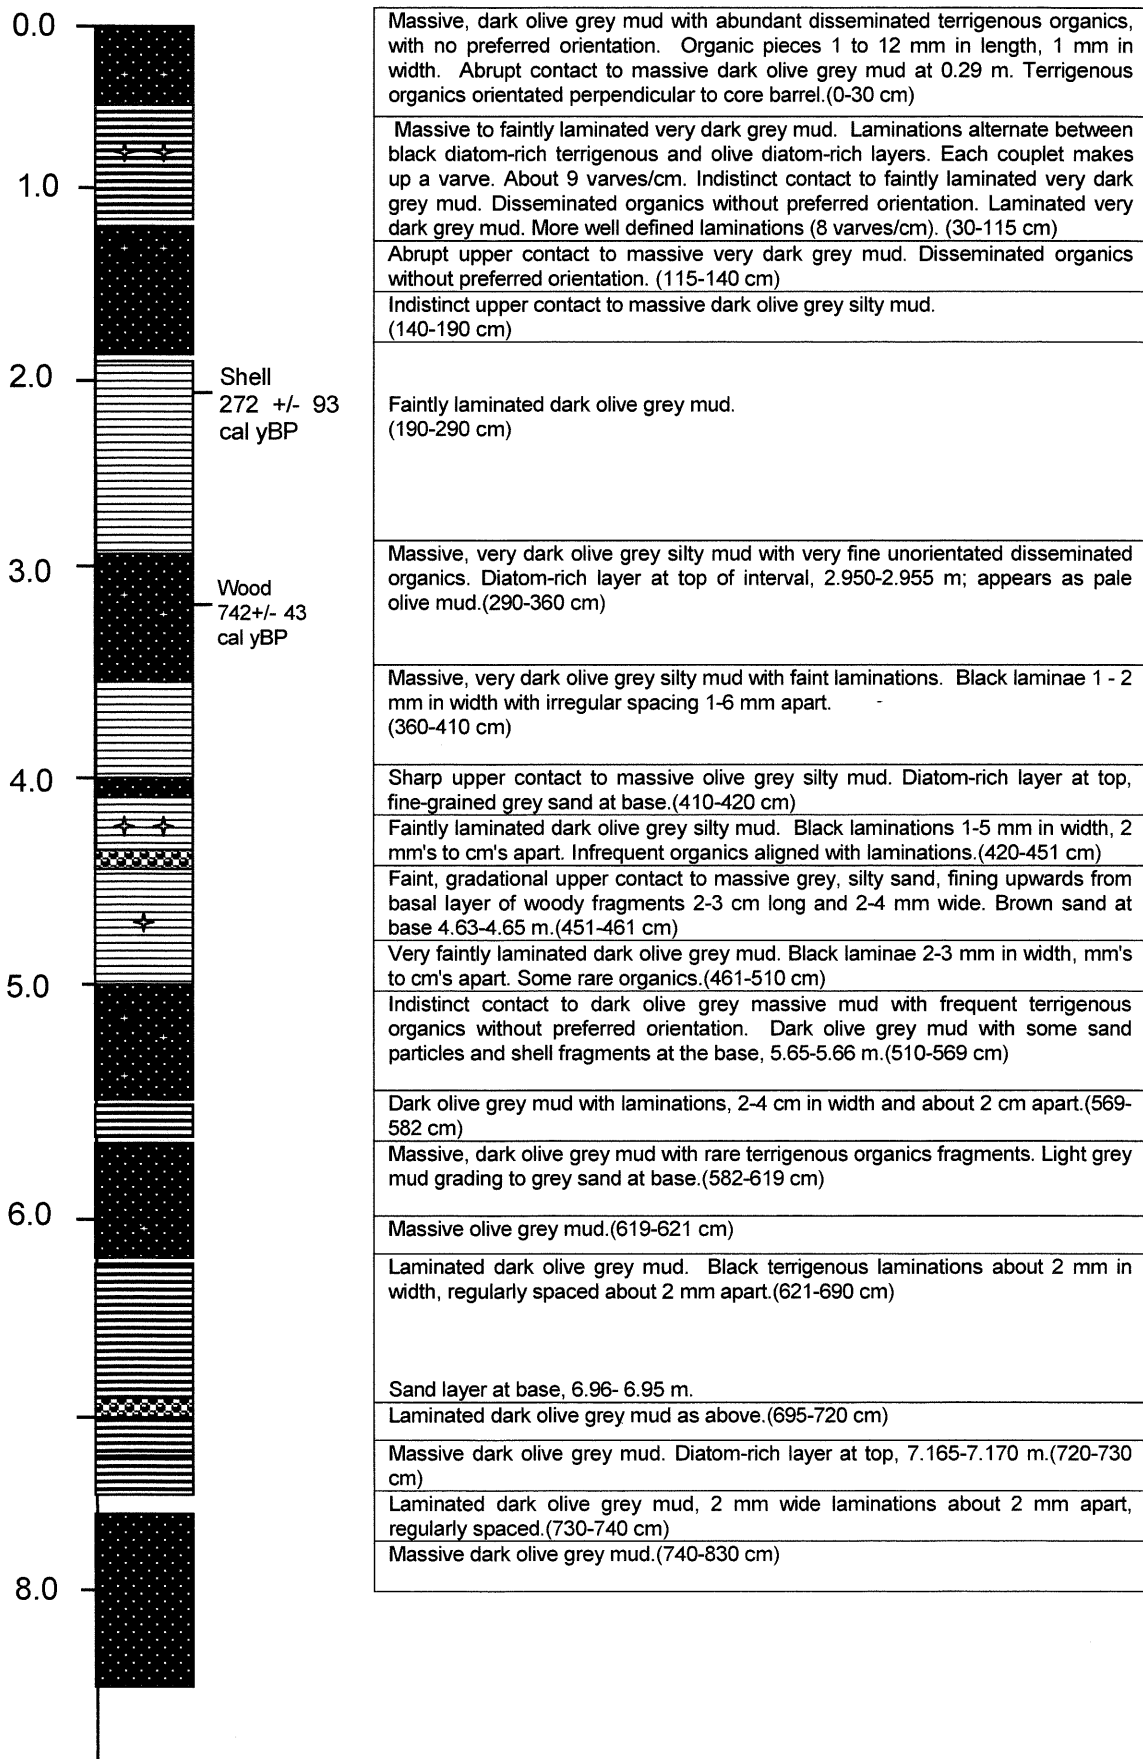 0.0
Massive, dark olive grey mud with abundant disseminated terrigenous organics,
with no preferred orientation. Organic pieces 1 to 12 mm in length, 1 mm in
width. Abrupt contact to massive dark olive grey mud at 0.29 m. Terrigenous
organics orientated perpendicular to core barrel.(0-30 cm)
Massive to faintly laminated very dark grey mud. Laminations alternate between
black diatom-rich terrigenous and olive diatom-rich layers. Each couplet makes
up a varve. About 9 varves/cm. Indistinct contact to faintly laminated very dark
grey mud. Disseminated organics without preferred orientation. Laminated very
dark grey mud. More well defined laminations (8 varves/cm). (30-115 cm)
1.0
Abrupt upper contact to massive very dark grey mud. Disseminated organics
without preferred orientation. (115-140 cm)
Indistinct upper contact to massive dark olive grey silty mud.
(140-190 cm)
2.0
Shell
272 +/- 93
cal yBP
Faintly laminated dark olive grey mud.
(190-290 cm)
3.0
Wood
742+/- 43
cal yBP
Massive, very dark olive grey silty mud with very fine unorientated disseminated
organics. Diatom-rich layer at top of interval, 2.950-2.955 m; appears as pale
olive mud.(290-360 cm)
Massive, very dark olive grey silty mud with faint laminations. Black laminae 1 - 2
mm in width with irregular spacing 1-6 mm apart.
(360-410 cm)
4.0
Sharp upper contact to massive olive grey silty mud. Diatom-rich layer at top,
fine-grained grey sand at base.(410-420 cm)
Faintly laminated dark olive grey silty mud. Black laminations 1-5 mm in width, 2
mm's to cm's apart. Infrequent organics aligned with laminations.(420-451 cm)
Faint, gradational upper contact to massive grey, silty sand, fining upwards from
basal layer of woody fragments 2-3 cm long and 2-4 mm wide. Brown sand at
base 4.63-4.65 m.(451-461 cm)
Very faintly laminated dark olive grey mud. Black laminae 2-3 mm in width, mm's
to cm's apart. Some rare organics.(461-510 cm)
5.0
Indistinct contact to dark olive grey massive mud with frequent terrigenous
organics without preferred orientation. Dark olive grey mud with some sand
particles and shell fragments at the base, 5.65-5.66 m.(510-569 cm)
Dark olive grey mud with laminations, 2-4 cm in width and about 2 cm apart.(569-
582 cm)
Massive, dark olive grey mud with rare terrigenous organics fragments. Light grey
mud grading to grey sand at base.(582-619 cm)
6.0
Massive olive grey mud.(619-621 cm)
Laminated dark olive grey mud. Black terrigenous laminations about 2 mm in
width, regularly spaced about 2 mm apart.(621-690 cm)
Sand layer at base, 6.96- 6.95 m.
Laminated dark olive grey mud as above.(695-720 cm)
Massive dark olive grey mud. Diatom-rich layer at top, 7.165-7.170 m.(720-730
cm)
Laminated dark olive grey mud, 2 mm wide laminations about 2 mm apart,
regularly spaced.(730-740 cm)
Massive dark olive grey mud.(740-830 cm)
8.0